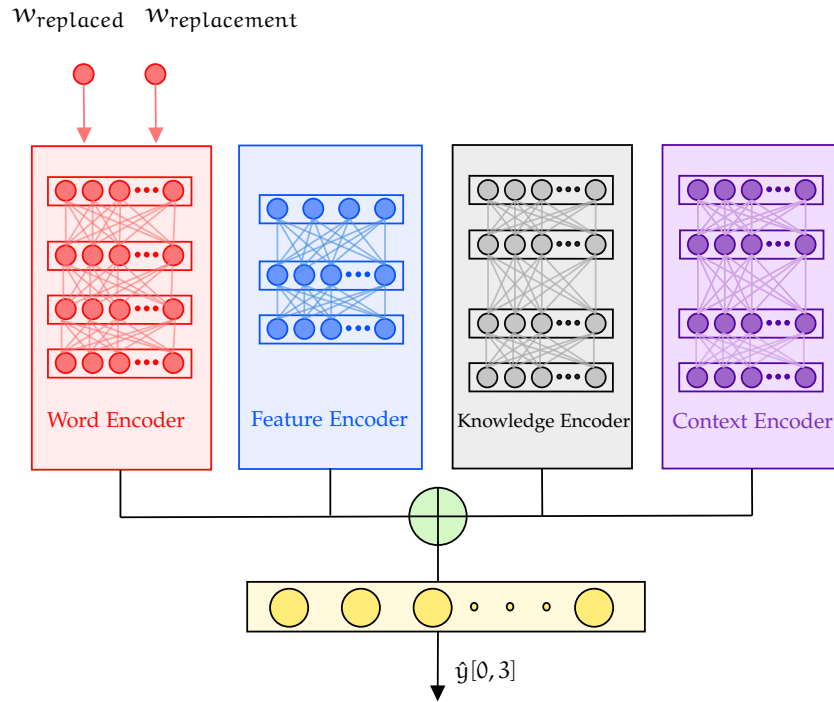 w_replaced w_replacement
Word Encoder Feature Encoder Knowledge Encoder Context Encoder
ŷ[0, 3]